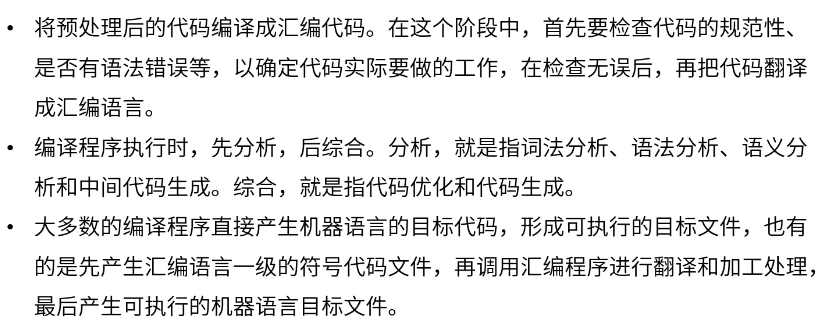 • 将预处理后的代码编译成汇编代码。在这个阶段中，首先要检查代码的规范性、
是否有语法错误等，以确定代码实际要做的工作，在检查无误后，再把代码翻译
成汇编语言。
• 编译程序执行时，先分析，后综合。分析，就是指词法分析、语法分析、语义分
析和中间代码生成。综合，就是指代码优化和代码生成。
• 大多数的编译程序直接产生机器语言的目标代码，形成可执行的目标文件，也有
的是先产生汇编语言一级的符号代码文件，再调用汇编程序进行翻译和加工处理，
最后产生可执行的机器语言目标文件。